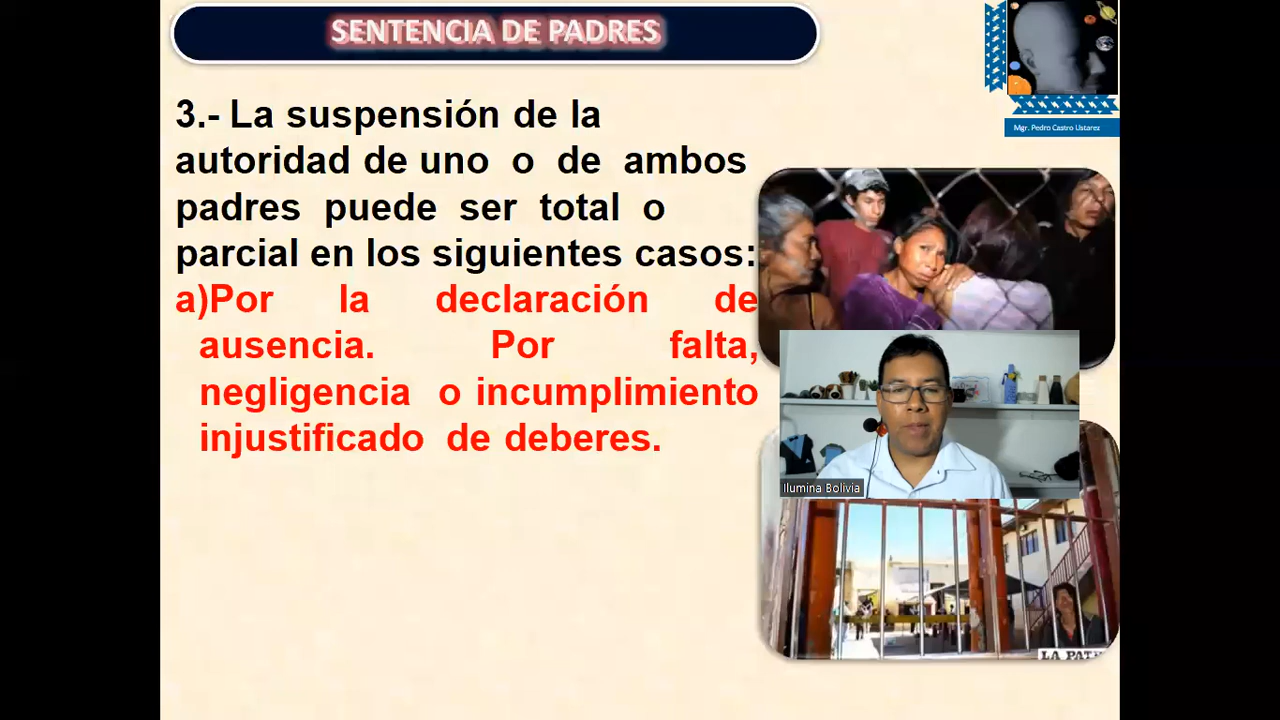 SENTENCIA DE PADRES
Mgr. Pedro Castro Ustarez
3.- La suspensión de la
autoridad de uno o de ambos
padres puede ser total o
parcial en los siguientes casos:
a)Por la declaración de
ausencia. Por falta,
negligencia o incumplimiento
injustificado de deberes.
Ilumina Bolivia
LA PATR